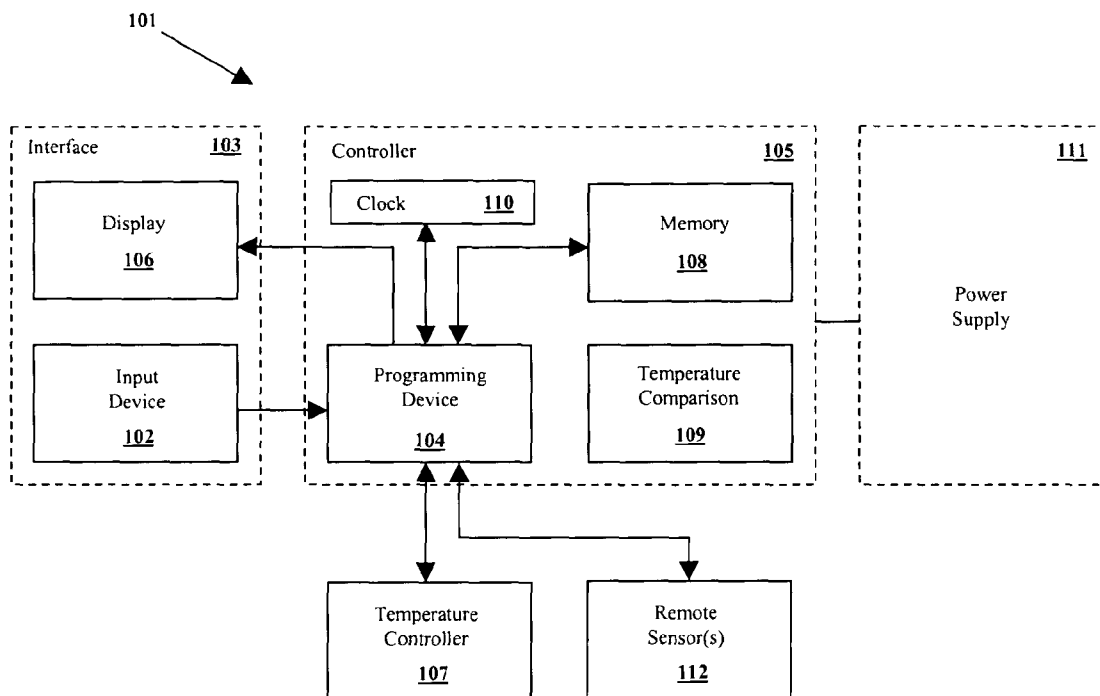 101
Interface 103
Controller 105
111
Display
106
Clock 110
Memory
108
Power
Supply
Input
Device
102
Programming
Device
104
Temperature
Comparison
109
Temperature
Controller
107
Remote
Sensor(s)
112